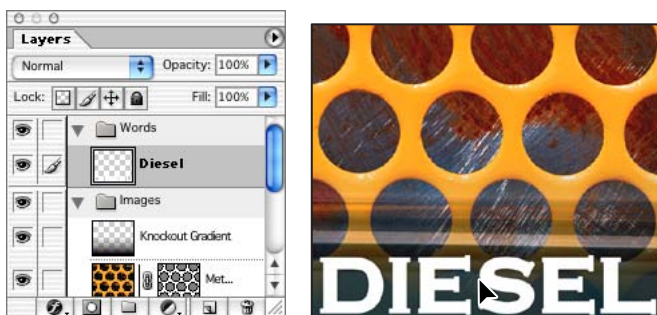 Layers
Normal
Opacity: 100%
Lock:
Fill: 100%
Words
Diesel
Images
Knockout Gradient
Met...
DIESEL